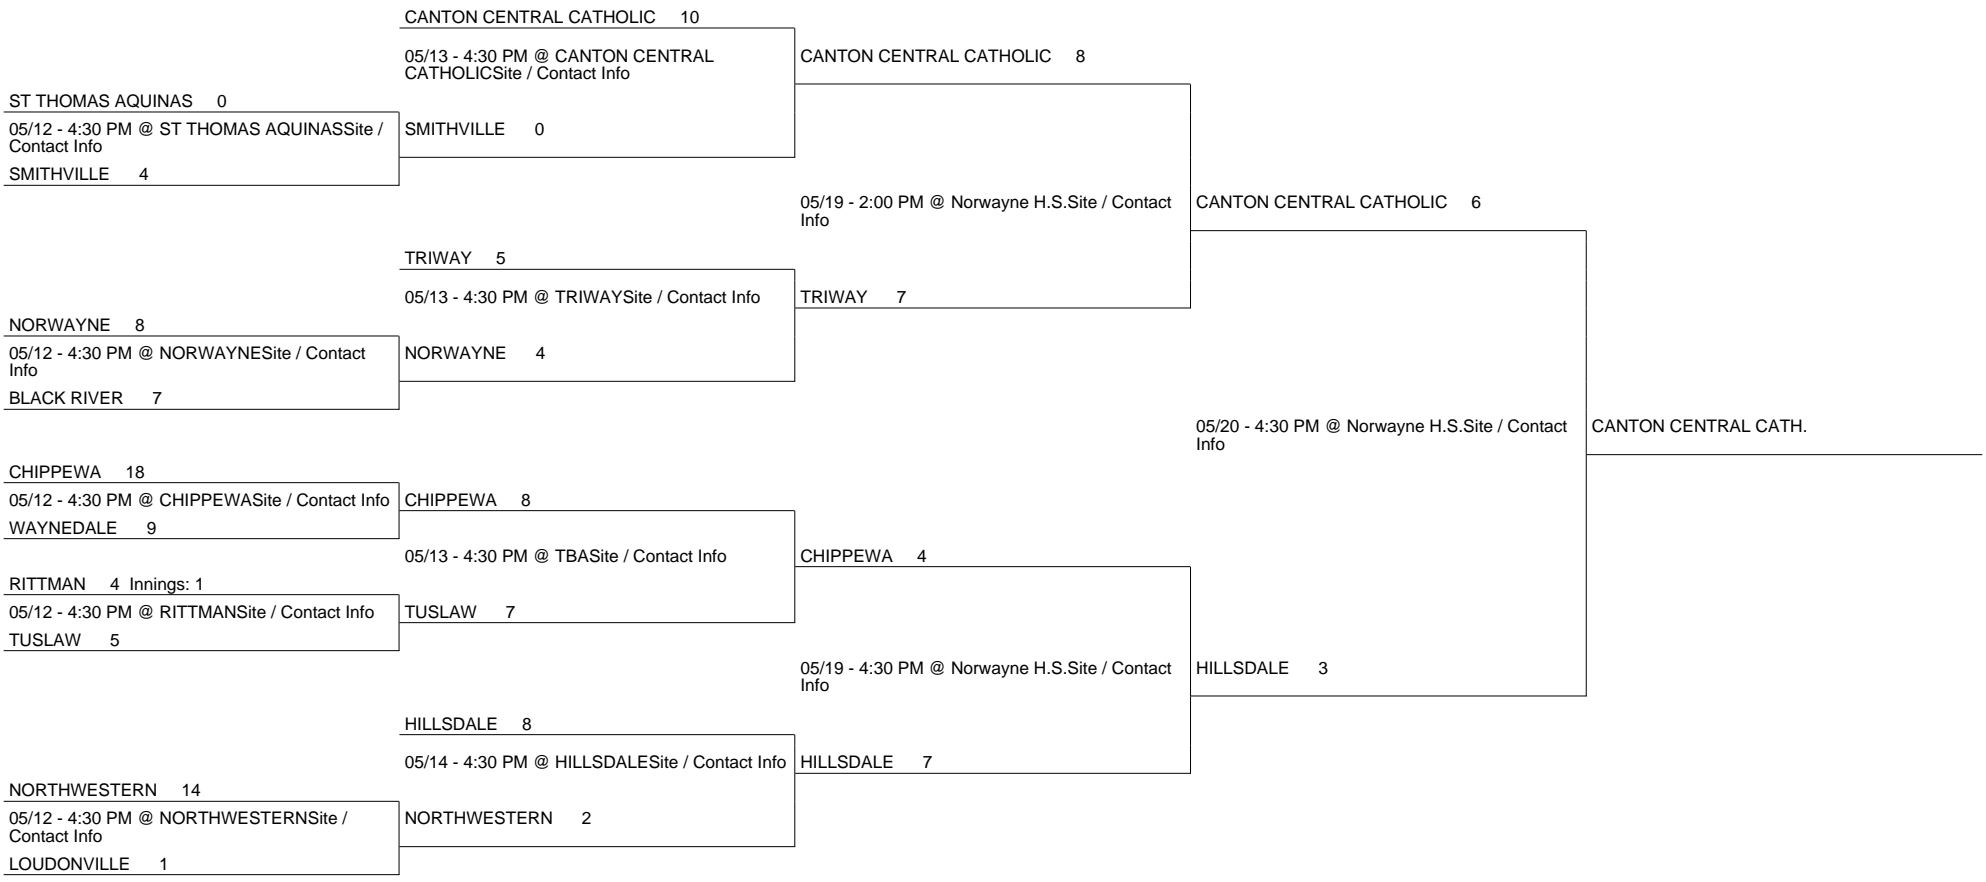 CANTON CENTRAL CATHOLIC 10
05/13 - 4:30 PM @ CANTON CENTRAL
CATHOLICSite / Contact Info
CANTON CENTRAL CATHOLIC 8
ST THOMAS AQUINAS 0
05/12 - 4:30 PM @ ST THOMAS AQUINASSite /
Contact Info
SMITHVILLE 0
SMITHVILLE 4
05/19 - 2:00 PM @ Norwayne H.S.Site / Contact
Info
CANTON CENTRAL CATHOLIC 6
TRIWAY 5
05/13 - 4:30 PM @ TRIWAYSite / Contact Info
TRIWAY 7
NORWAYNE 8
05/12 - 4:30 PM @ NORWAYNESite / Contact
Info
NORWAYNE 4
BLACK RIVER 7
05/20 - 4:30 PM @ Norwayne H.S.Site / Contact
Info
CANTON CENTRAL CATH.
CHIPPEWA 18
05/12 - 4:30 PM @ CHIPPEWASite / Contact Info
CHIPPEWA 8
WAYNEDALE 9
05/13 - 4:30 PM @ TBASite / Contact Info
CHIPPEWA 4
RITTMAN 4 Innings: 1
05/12 - 4:30 PM @ RITTMANSite / Contact Info
TUSLAW 7
TUSLAW 5
05/19 - 4:30 PM @ Norwayne H.S.Site / Contact
Info
HILLSDALE 3
HILLSDALE 8
05/14 - 4:30 PM @ HILLSDALESite / Contact Info
HILLSDALE 7
NORTHWESTERN 14
05/12 - 4:30 PM @ NORTHWESTERNSite /
Contact Info
NORTHWESTERN 2
LOUDONVILLE 1